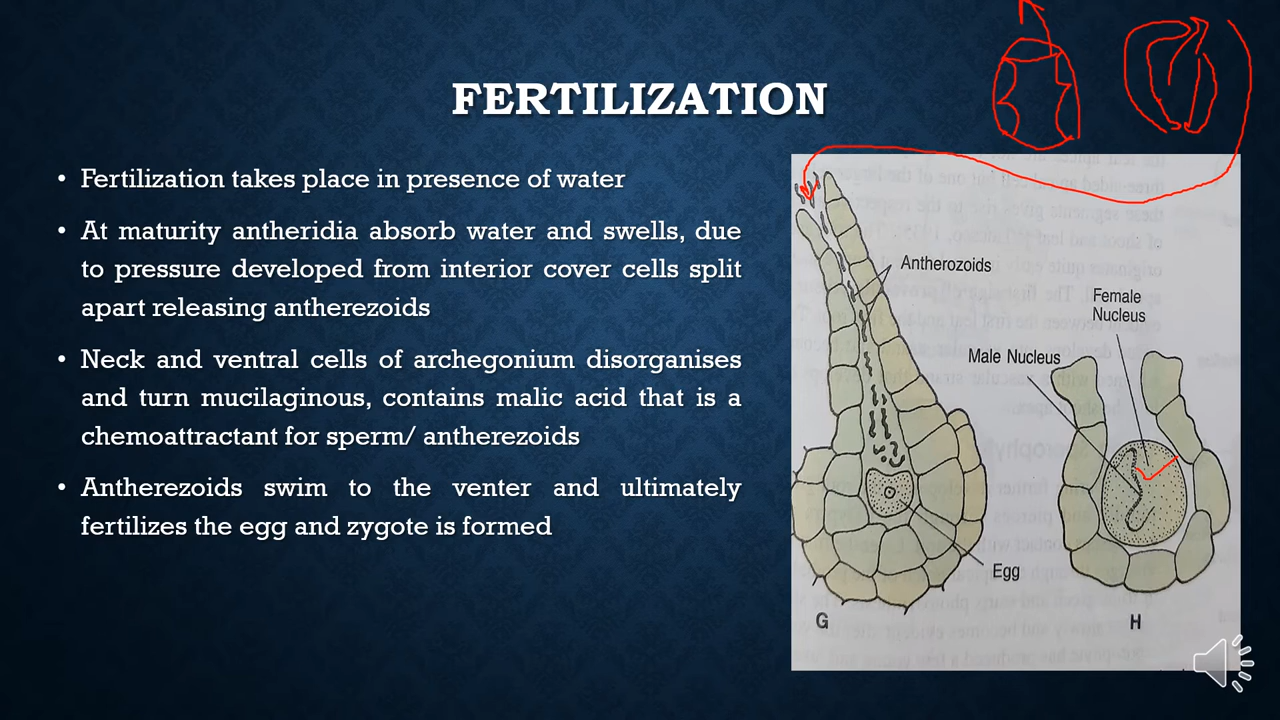 FERTILIZATION
• Fertilization takes place in presence of water
• At maturity antheridia absorb water and swells, due
to pressure developed from interior cover cells split
apart releasing antherezoids
• Neck and ventral cells of archegonium disorganises
and turn mucilaginous, contains malic acid that is a
chemoattractant for sperm/ antherezoids
• Antherezoids swim to the venter and ultimately
fertilizes the egg and zygote is formed
Antherozoids
Female
Nucleus
Male Nucleus
Egg
G
H